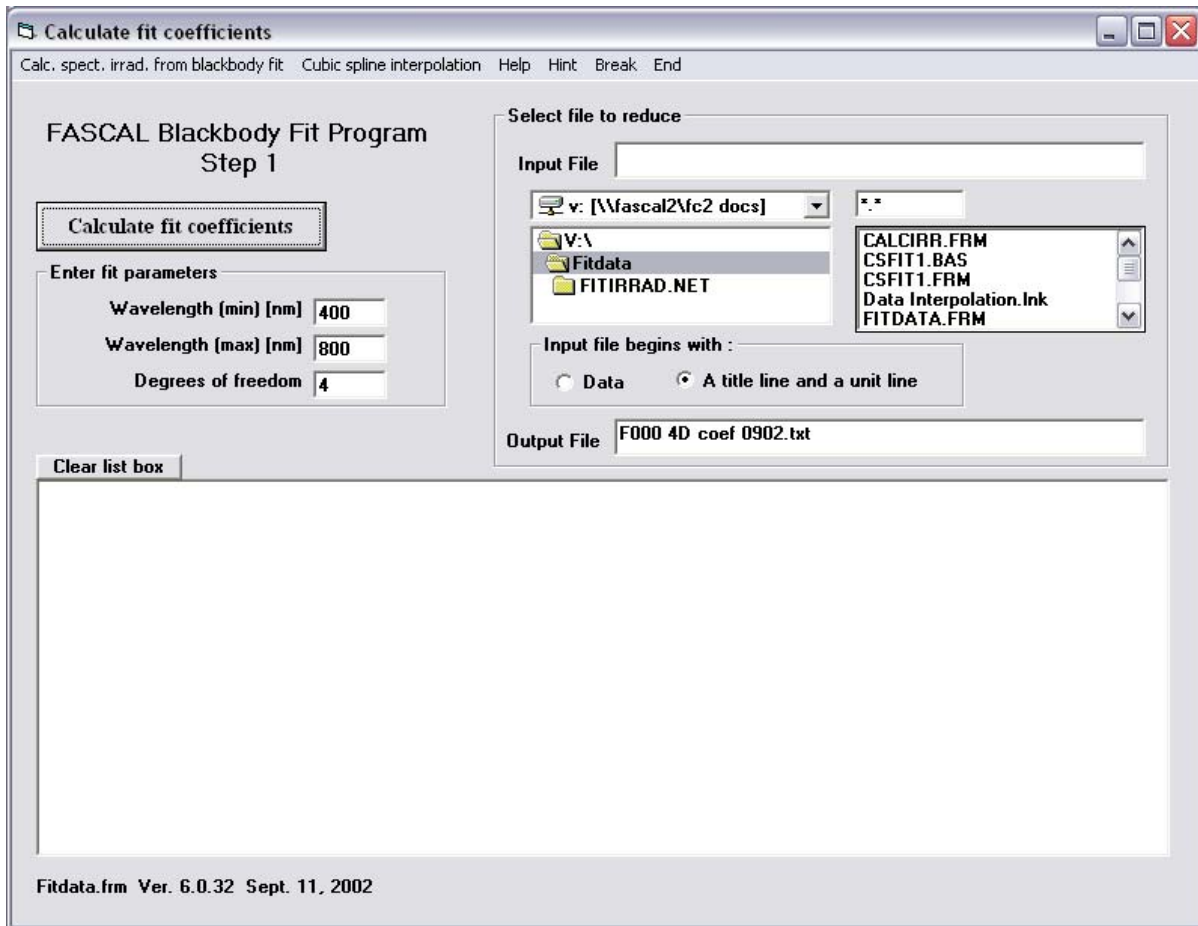 Calculate fit coefficients
Calc. spect. irrad. from blackbody fit Cubic spline interpolation Help Hint Break End
FASCAL Blackbody Fit Program
Step 1
Calculate fit coefficients
Enter fit parameters
Wavelength (min) [nm] 400
Wavelength (max) [nm] 800
Degrees of freedom 4
Select file to reduce
Input File
v: [\\fascal2\fc2 docs]
*.*
V:\
Fitdata
FITIRRAD.NET
CALCIRR.FRM
CSFIT1.BAS
CSFIT1.FRM
Data Interpolation.lnk
FITDATA.FRM
Input file begins with :
Data A title line and a unit line
Output File F000 4D coef 0902.txt
Clear list box
Fitdata.frm Ver. 6.0.32 Sept. 11, 2002